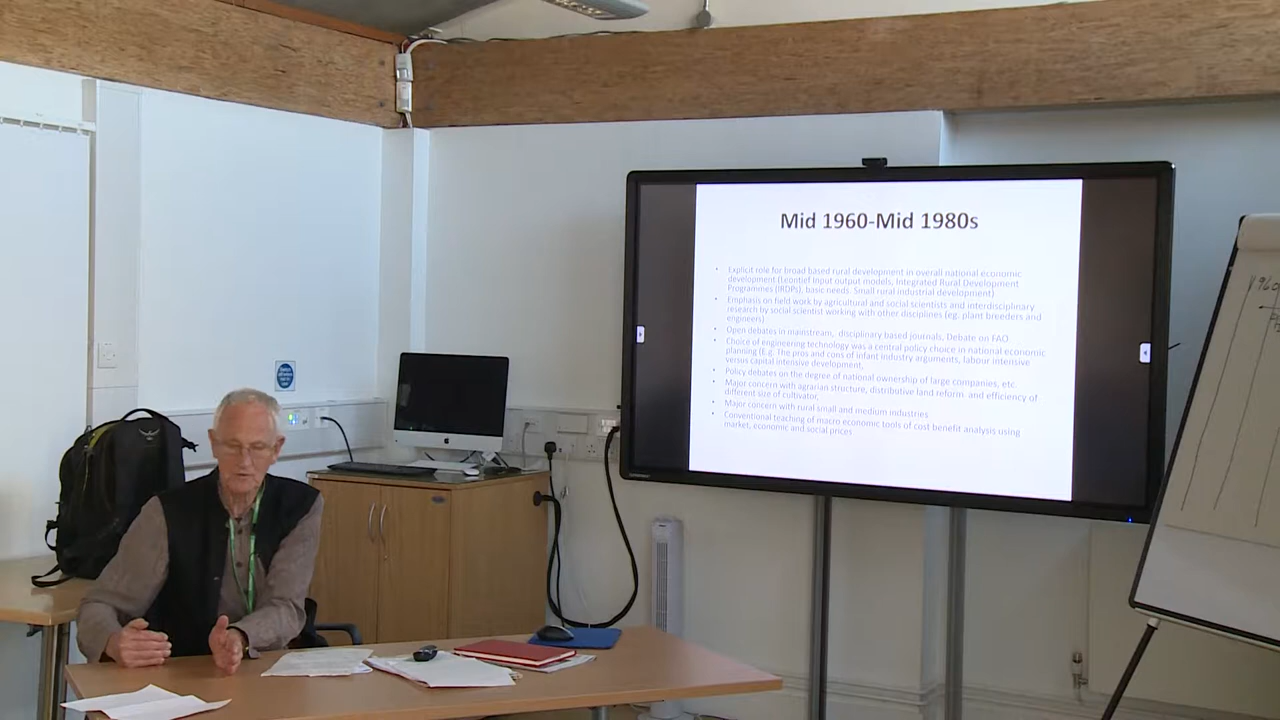 Mid 1960-Mid 1980s
• Explicit role for broad based rural development in overall national economic
development (Leontief Input output models, Integrated Rural Development
Programmes (IRDPs), basic needs. Small rural industrial development)
• Emphasis on field work by agricultural and social scientists and interdisciplinary
research by social scientist working with other disciplines (eg. plant breeders and
engineers)
• Open debates in mainstream, disciplinary based journals, Debate on FAO
• Choice of engineering technology was a central policy choice in national economic
planning (E.g. The pros and cons of infant industry arguments, labour intensive
versus capital intensive development,
• Policy debates on the degree of national ownership of large companies, etc.
• Major concern with agrarian structure, distributive land reform and efficiency of
different size of cultivator,
• Major concern with rural small and medium industries
• Conventional teaching of macro economic tools of cost benefit analysis using
market, economic and social prices